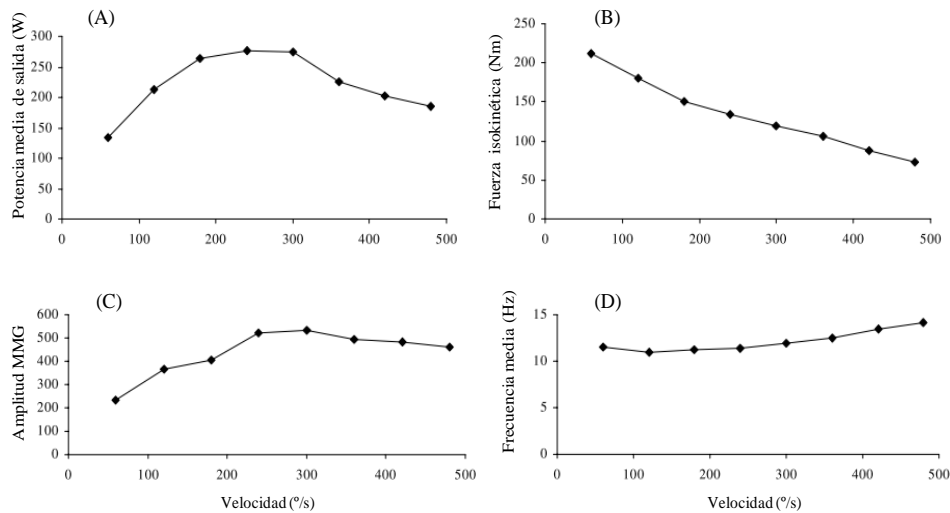 (A)
Potencia media de salida (W)
300
250
200
150
100
50
0
0 100 200 300 400 500
(B)
Fuerza isokinética (Nm)
250
200
150
100
50
0
0 100 200 300 400 500
(C)
Amplitud MMG
600
500
400
300
200
100
0
0 100 200 300 400 500
Velocidad (º/s)
(D)
Frecuencia media (Hz)
15
10
5
0
0 100 200 300 400 500
Velocidad (º/s)